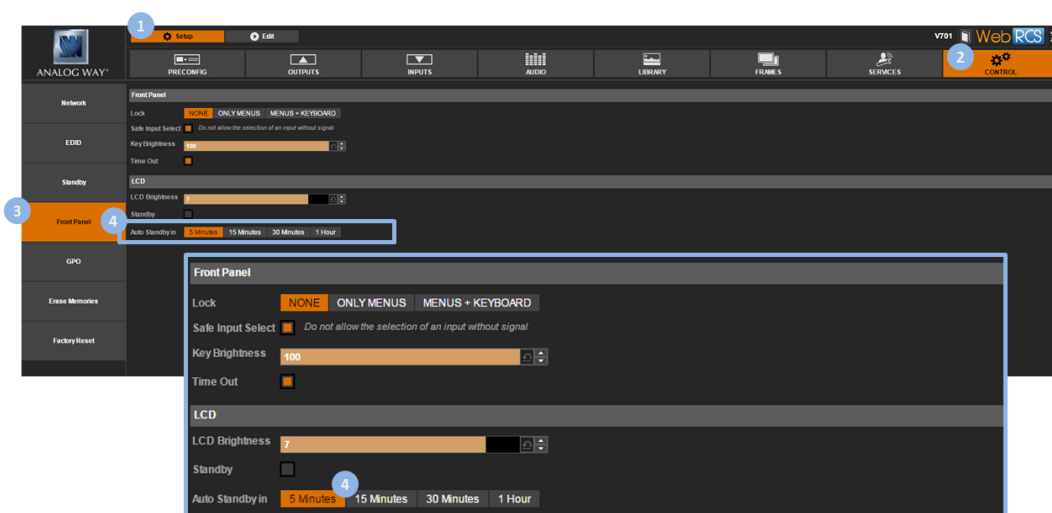 1
Setup
Edit
V701
WebRCS
ANALOG WAY®
PRECONFIG
OUTPUTS
INPUTS
AUDIO
LIBRARY
FRAMES
SERVICES
2
CONTROL
Network
EDID
Standby
3
Front Panel
4
GPO
Erase Memories
Factory Reset
Front Panel
Lock NONE ONLY MENUS MENUS + KEYBOARD
Safe Input Select Do not allow the selection of an input without signal
Key Brightness 100
Time Out
LCD
LCD Brightness 7
Standby
Auto Standby in 5 Minutes 15 Minutes 30 Minutes 1 Hour
Front Panel
Lock NONE ONLY MENUS MENUS + KEYBOARD
Safe Input Select Do not allow the selection of an input without signal
Key Brightness 100
Time Out
LCD
LCD Brightness 7
Standby
4
Auto Standby in 5 Minutes 15 Minutes 30 Minutes 1 Hour